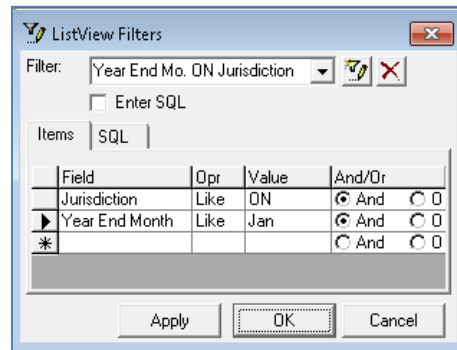 ListView Filters
Filter: Year End Mo. ON Jurisdiction
Enter SQL
Items SQL
Field Opr Value And/Or
Jurisdiction Like ON And O
Year End Month Like Jan And O
And O
Apply OK Cancel